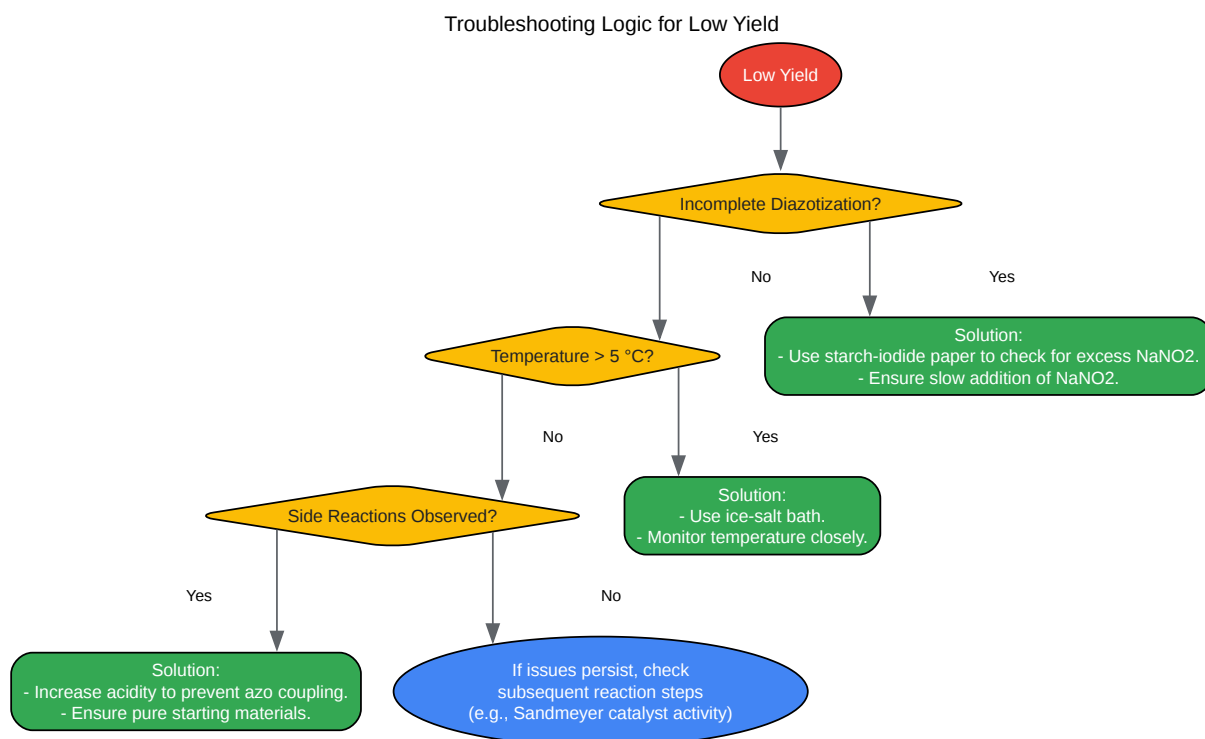 Troubleshooting Logic for Low Yield
Low Yield
Incomplete Diazotization?
No
Yes
Solution:
- Use starch-iodide paper to check for excess NaNO2.
- Ensure slow addition of NaNO2.
Temperature > 5 °C?
No
Yes
Solution:
- Use ice-salt bath.
- Monitor temperature closely.
Side Reactions Observed?
Yes
No
Solution:
- Increase acidity to prevent azo coupling.
- Ensure pure starting materials.
If issues persist, check
subsequent reaction steps
(e.g., Sandmeyer catalyst activity)